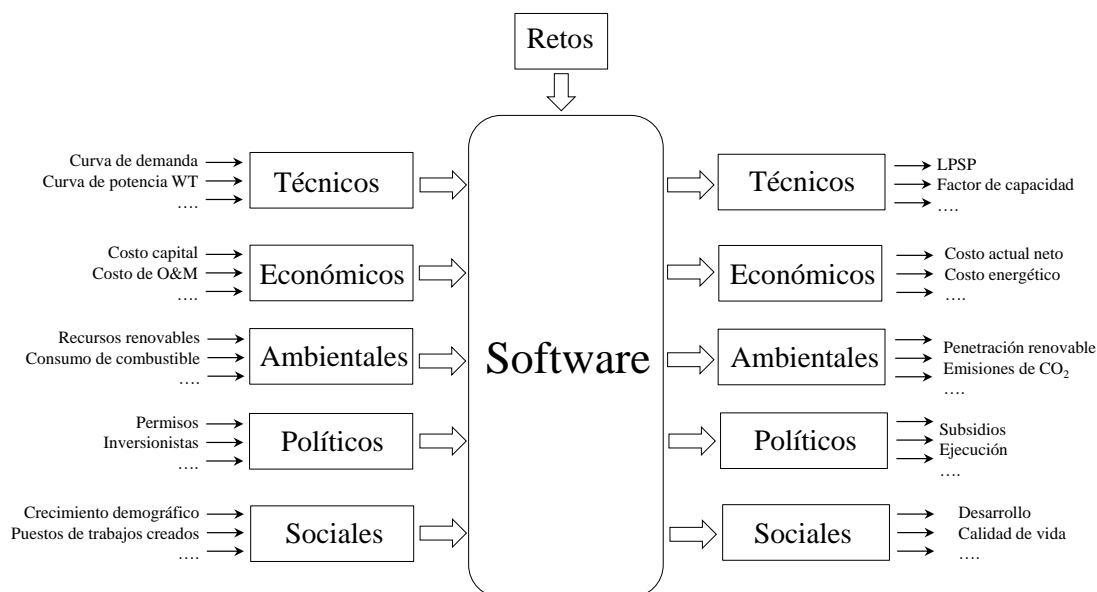 Retos
Curva de demanda
Curva de potencia WT
….
Técnicos
Costo capital
Costo de O&M
….
Económicos
Recursos renovables
Consumo de combustible
….
Ambientales
Permisos
Inversionistas
….
Políticos
Crecimiento demográfico
Puestos de trabajos creados
….
Sociales
Software
Técnicos
LPSP
Factor de capacidad
….
Económicos
Costo actual neto
Costo energético
….
Ambientales
Penetración renovable
Emisiones de CO₂
….
Políticos
Subsidios
Ejecución
….
Sociales
Desarrollo
Calidad de vida
….